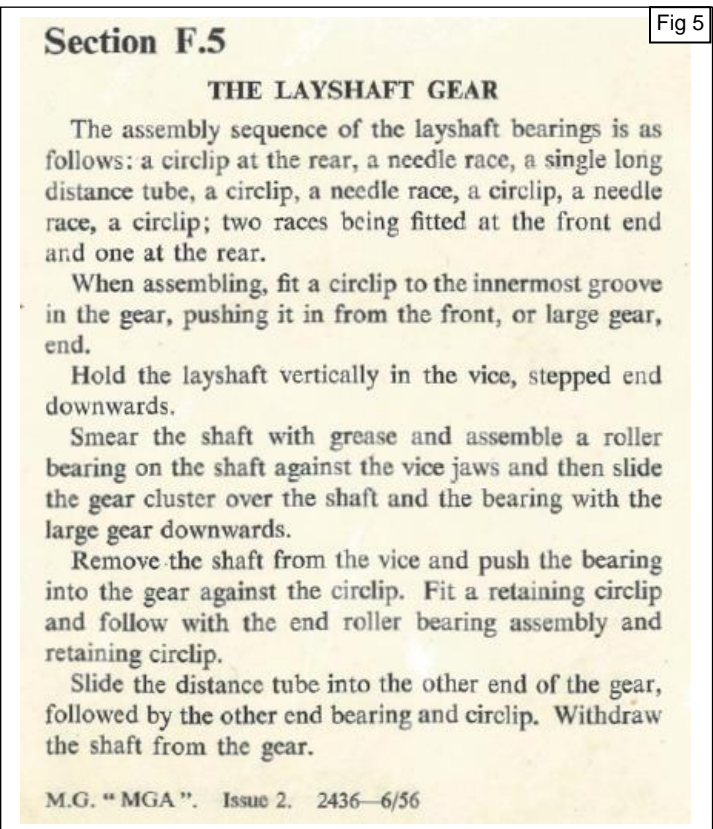 Fig 5
Section F.5
THE LAYSHAFT GEAR
The assembly sequence of the layshaft bearings is as
follows: a circlip at the rear, a needle race, a single long
distance tube, a circlip, a needle race, a circlip, a needle
race, a circlip; two races being fitted at the front end
and one at the rear.
When assembling, fit a circlip to the innermost groove
in the gear, pushing it in from the front, or large gear,
end.
Hold the layshaft vertically in the vice, stepped end
downwards.
Smear the shaft with grease and assemble a roller
bearing on the shaft against the vice jaws and then slide
the gear cluster over the shaft and the bearing with the
large gear downwards.
Remove the shaft from the vice and push the bearing
into the gear against the circlip. Fit a retaining circlip
and follow with the end roller bearing assembly and
retaining circlip.
Slide the distance tube into the other end of the gear,
followed by the other end bearing and circlip. Withdraw
the shaft from the gear.
M.G. “ MGA ”. Issue 2. 2436—6/56